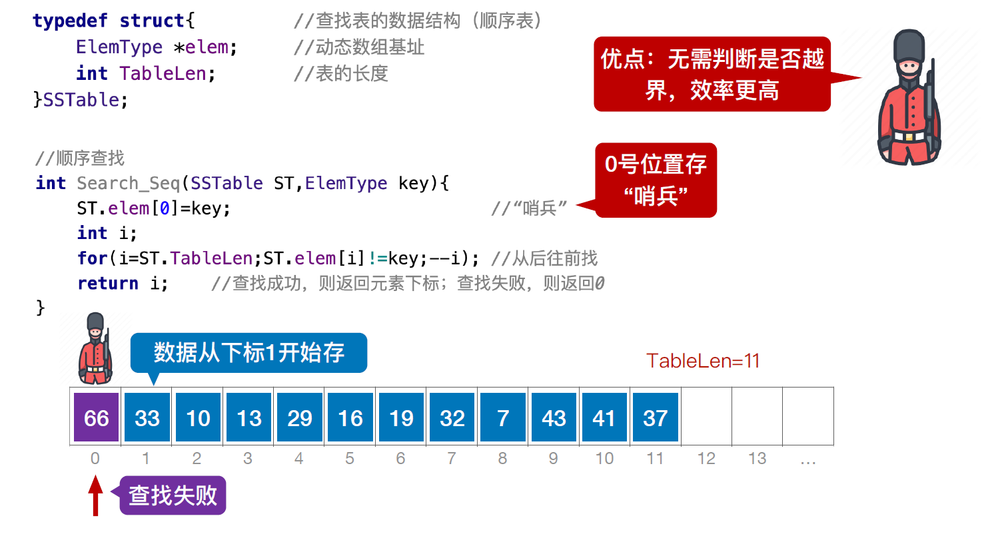 typedef struct{ //查找表的数据结构（顺序表）
ElemType *elem; //动态数组基址
int TableLen; //表的长度
}SSTable;
优点：无需判断是否越
界，效率更高
//顺序查找
int Search_Seq(SSTable ST,ElemType key){
ST.elem[0]=key; //“哨兵”
0号位置存
“哨兵”
int i;
for(i=ST.TableLen;ST.elem[i]!=key;--i); //从后往前找
return i; //查找成功，则返回元素下标；查找失败，则返回0
}
数据从下标1开始存
TableLen=11
66 33 10 13 29 16 19 32 7 43 41 37
0 1 2 3 4 5 6 7 8 9 10 11 12 13 ...
查找失败